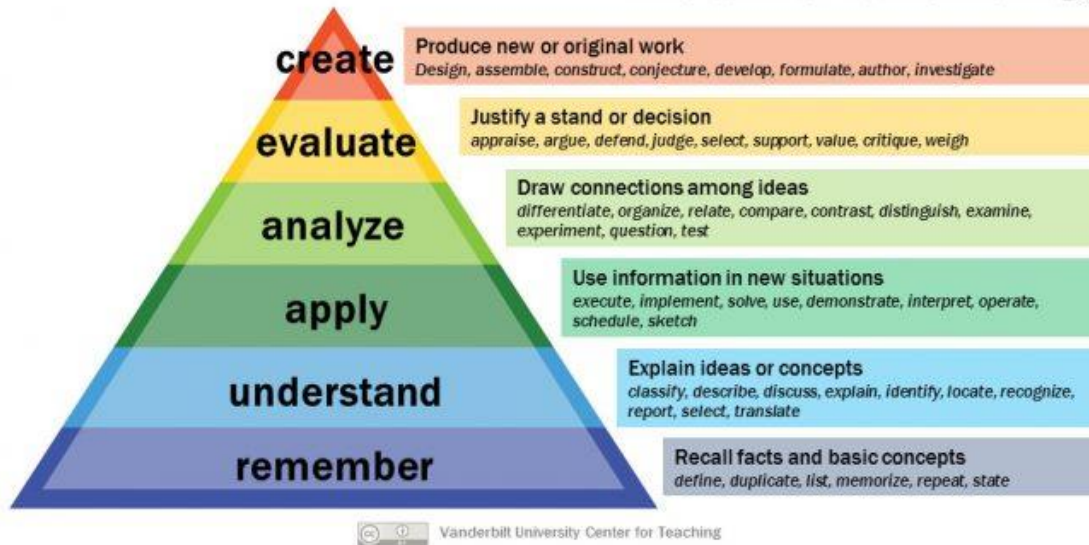 create
Produce new or original work
Design, assemble, construct, conjecture, develop, formulate, author, investigate
evaluate
Justify a stand or decision
appraise, argue, defend, judge, select, support, value, critique, weigh
analyze
Draw connections among ideas
differentiate, organize, relate, compare, contrast, distinguish, examine,
experiment, question, test
apply
Use information in new situations
execute, implement, solve, use, demonstrate, interpret, operate,
schedule, sketch
understand
Explain ideas or concepts
classify, describe, discuss, explain, identify, locate, recognize,
report, select, translate
remember
Recall facts and basic concepts
define, duplicate, list, memorize, repeat, state
cc
Vanderbilt University Center for Teaching